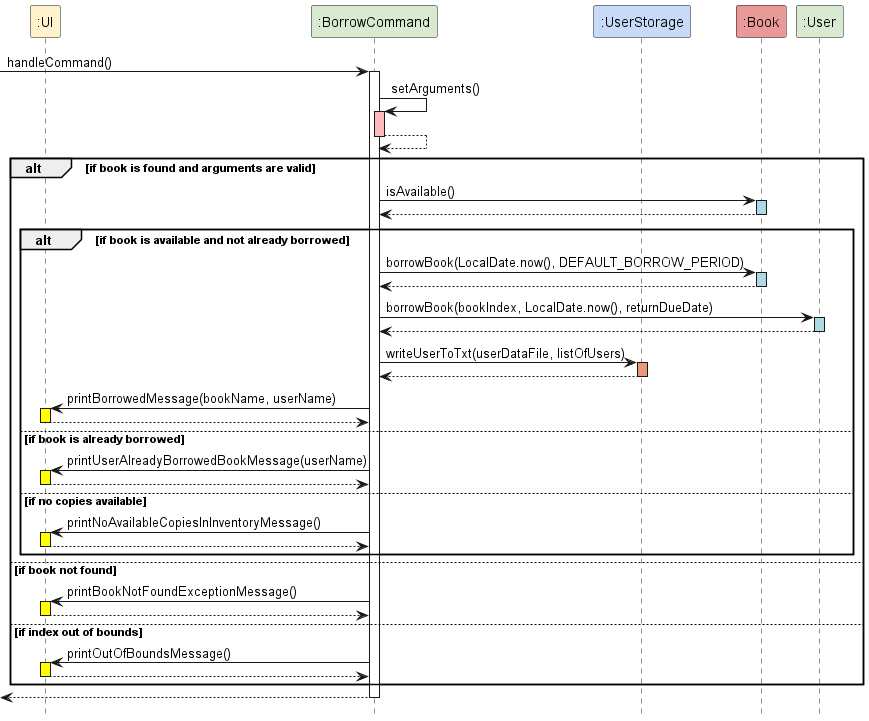 :UI
:BorrowCommand
:UserStorage
:Book
:User
handleCommand()
setArguments()
alt
[if book is found and arguments are valid]
isAvailable()
alt
[if book is available and not already borrowed]
borrowBook(LocalDate.now(), DEFAULT_BORROW_PERIOD)
borrowBook(bookIndex, LocalDate.now(), returnDueDate)
writeUserToTxt(userDataFile, listOfUsers)
printBorrowedMessage(bookName, userName)
[if book is already borrowed]
printUserAlreadyBorrowedBookMessage(userName)
[if no copies available]
printNoAvailableCopiesInInventoryMessage()
[if book not found]
printBookNotFoundExceptionMessage()
[if index out of bounds]
printOutOfBoundsMessage()